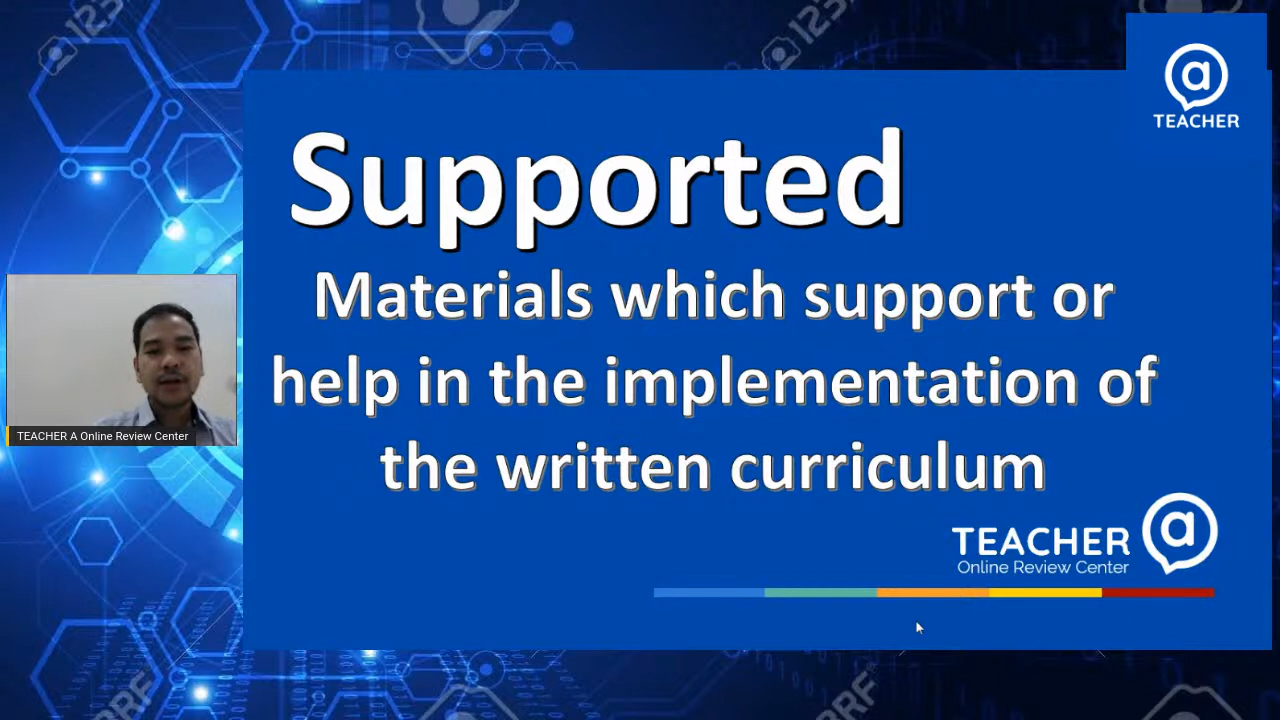 a
TEACHER
Supported
Materials which support or
help in the implementation of
the written curriculum
TEACHER A Online Review Center
TEACHER a
Online Review Center